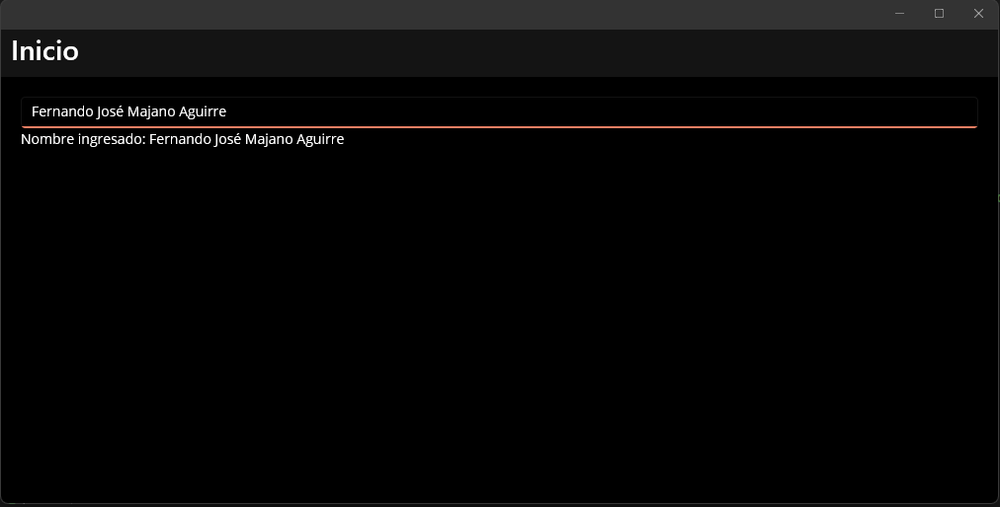 Inicio
Fernando José Majano Aguirre
Nombre ingresado: Fernando José Majano Aguirre